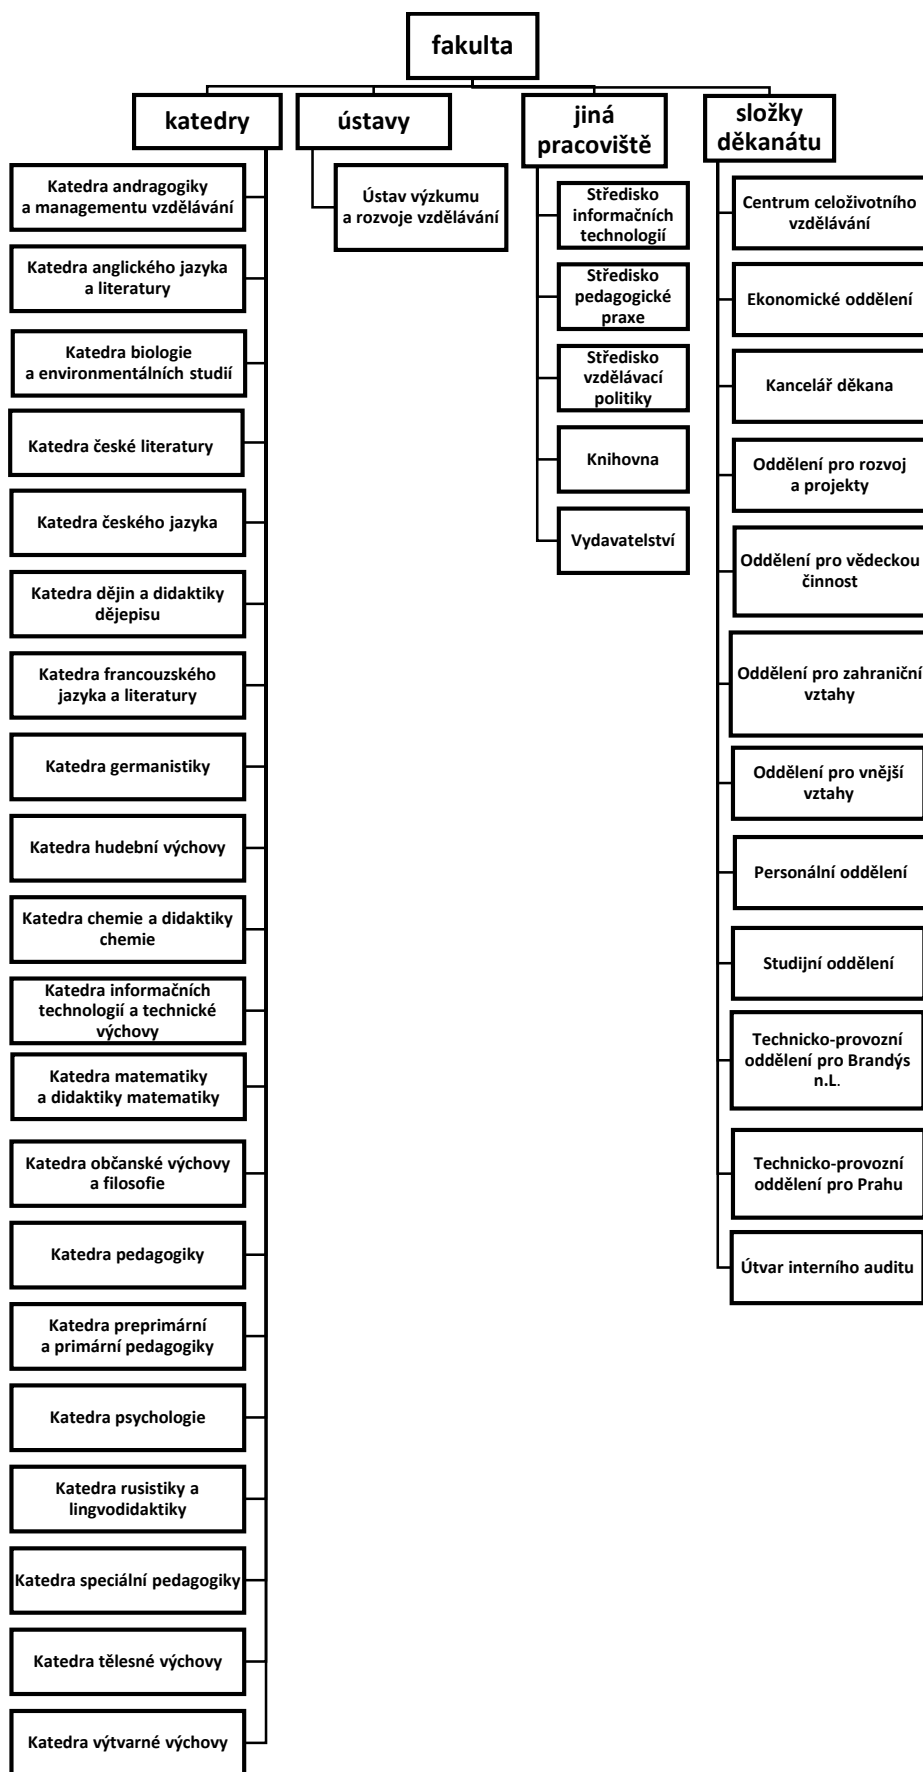 fakulta
katedry
ústavy
jiná
pracoviště
složky
děkanátu
Katedra andragogiky
a managementu vzdělávání
Katedra anglického jazyka
a literatury
Katedra biologie
a environmentálních studií
Katedra české literatury
Katedra českého jazyka
Katedra dějin a didaktiky
dějepisu
Katedra francouzského
jazyka a literatury
Katedra germanistiky
Katedra hudební výchovy
Katedra chemie a didaktiky
chemie
Katedra informačních
technologií a technické
výchovy
Katedra matematiky
a didaktiky matematiky
Katedra občanské výchovy
a filosofie
Katedra pedagogiky
Katedra preprimární
a primární pedagogiky
Katedra psychologie
Katedra rusistiky a
lingvodidaktiky
Katedra speciální pedagogiky
Katedra tělesné výchovy
Katedra výtvarné výchovy
Ústav výzkumu
a rozvoje vzdělávání
Středisko
informačních
technologií
Středisko
pedagogické
praxe
Středisko
vzdělávací
politiky
Knihovna
Vydavatelství
Centrum celoživotního
vzdělávání
Ekonomické oddělení
Kancelář děkana
Oddělení pro rozvoj
a projekty
Oddělení pro vědeckou
činnost
Oddělení pro zahraniční
vztahy
Oddělení pro vnější
vztahy
Personální oddělení
Studijní oddělení
Technicko-provozní
oddělení pro Brandýs
n.L.
Technicko-provozní
oddělení pro Prahu
Útvar interního auditu